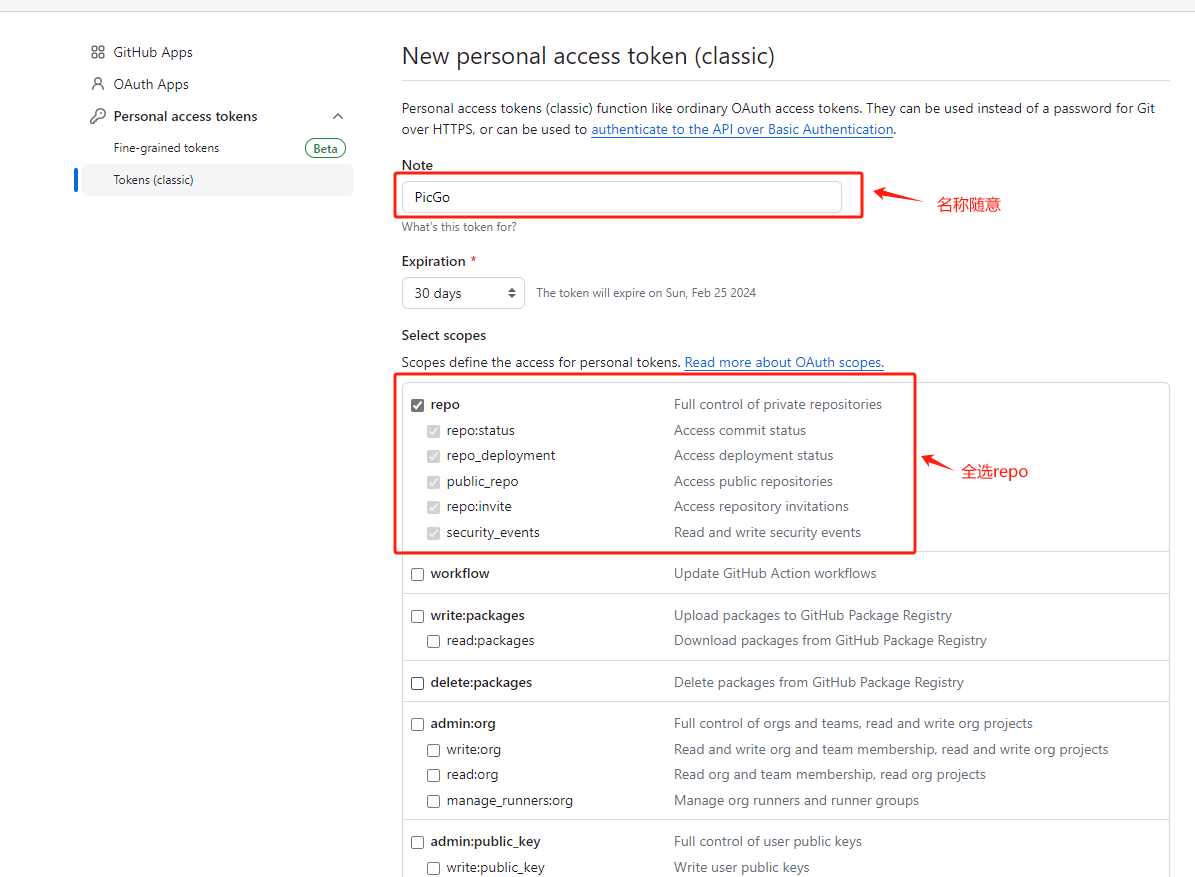 GitHub Apps
OAuth Apps
Personal access tokens
Fine-grained tokens Beta
Tokens (classic)
New personal access token (classic)
Personal access tokens (classic) function like ordinary OAuth access tokens. They can be used instead of a password for Git
over HTTPS, or can be used to authenticate to the API over Basic Authentication.
Note
PicGo
名称随意
What's this token for?
Expiration *
30 days The token will expire on Sun, Feb 25 2024
Select scopes
Scopes define the access for personal tokens. Read more about OAuth scopes.
repo Full control of private repositories
repo:status Access commit status
repo_deployment Access deployment status
全选repo
public_repo Access public repositories
repo:invite Access repository invitations
security_events Read and write security events
workflow Update GitHub Action workflows
write:packages Upload packages to GitHub Package Registry
read:packages Download packages from GitHub Package Registry
delete:packages Delete packages from GitHub Package Registry
admin:org Full control of orgs and teams, read and write org projects
write:org Read and write org and team membership, read and write org projects
read:org Read org and team membership, read org projects
manage_runners:org Manage org runners and runner groups
admin:public_key Full control of user public keys
write:public_key Write user public keys